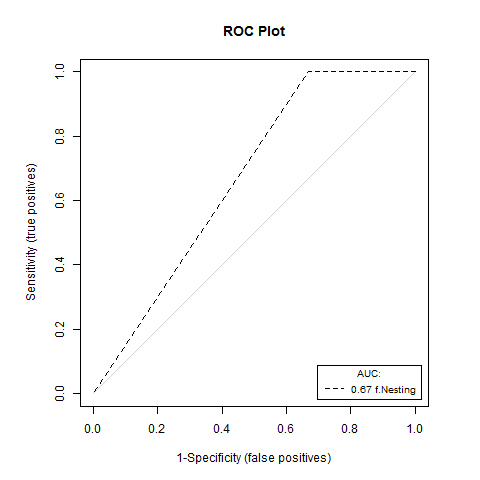 ROC Plot
Sensitivity (true positives)
1.0
0.8
0.6
0.4
0.2
0.0
AUC:
0.67 f.Nesting
0.0 0.2 0.4 0.6 0.8 1.0
1-Specificity (false positives)